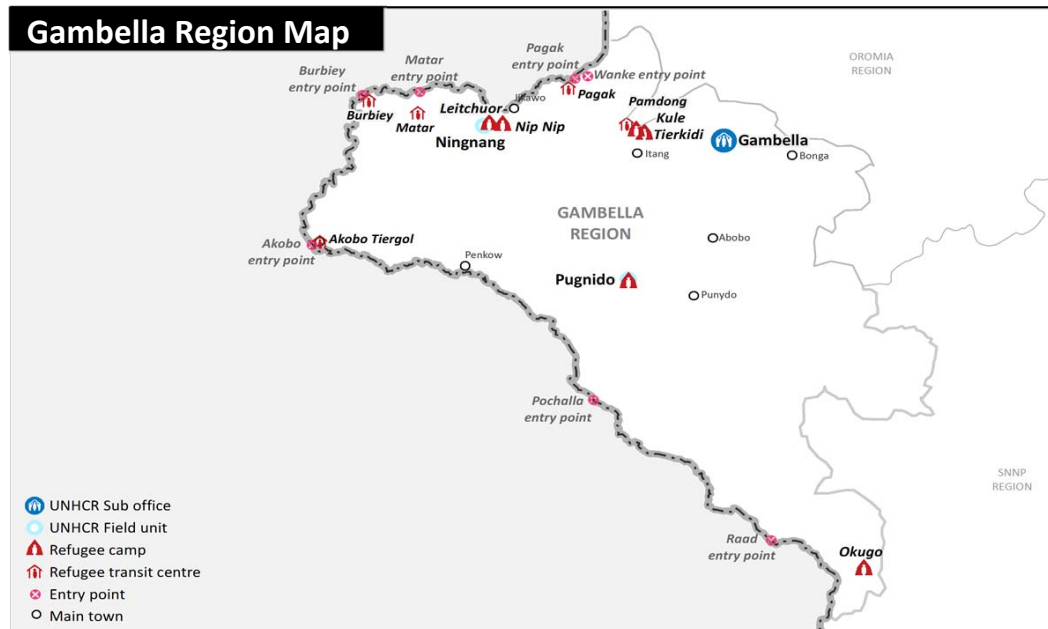 Gambella Region Map
OROMIA
REGION
Burbiey
entry point
Matar
entry point
Pagak
entry point
Wanke entry point
Burbiey
Matar
Leitchuor
Jikawo
Nip Nip
Ningnang
Pagak
Pamdong
Kule
Tierkidi
Itang
Gambella
Bonga
GAMBELLA
REGION
Akobo
entry point
Akobo Tiergol
Penkow
Abobo
Pugnido
Punydo
Pochalla
entry point
SNNP
REGION
Raad
entry point
Okugo
UNHCR Sub office
UNHCR Field unit
Refugee camp
Refugee transit centre
Entry point
Main town